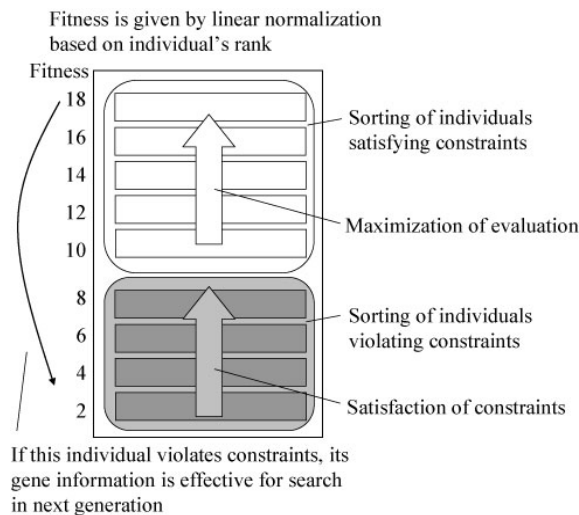 Fitness is given by linear normalization
based on individual's rank
Fitness
18
16
14
12
10
8
6
4
2
Sorting of individuals
satisfying constraints
Maximization of evaluation
Sorting of individuals
violating constraints
Satisfaction of constraints
If this individual violates constraints, its
gene information is effective for search
in next generation